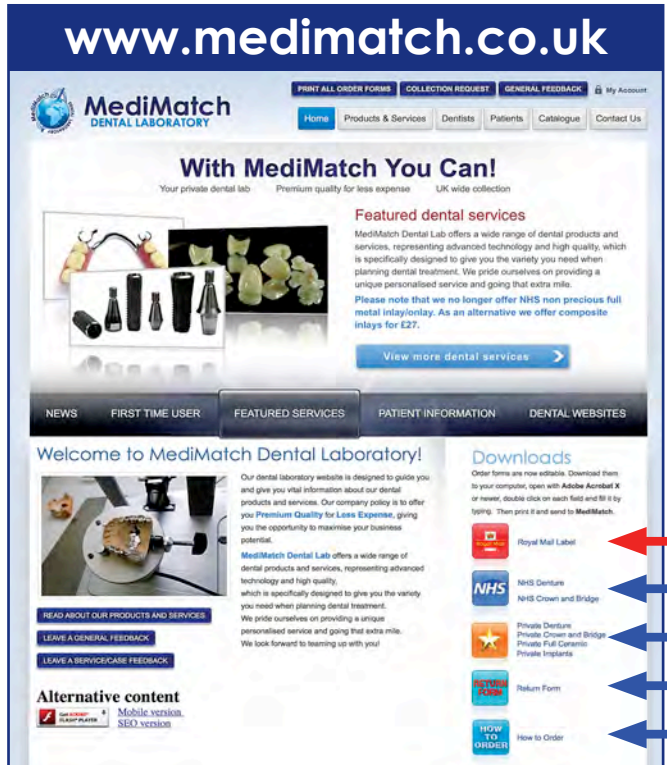 www.medimatch.co.uk
PRINT ALL ORDER FORMS
COLLECTION REQUEST
GENERAL FEEDBACK
My Account
MediMatch
DENTAL LABORATORY
Home
Products & Services
Dentists
Patients
Catalogue
Contact Us
With MediMatch You Can!
Your private dental lab Premium quality for less expense UK wide collection
Featured dental services
MediMatch Dental Lab offers a wide range of dental products and
services, representing advanced technology and high quality, which
is specifically designed to give you the variety you need when
planning dental treatment. We pride ourselves on providing a
unique personalised service and going that extra mile.
Please note that we no longer offer NHS non precious full
metal inlay/onlay. As an alternative we offer composite
inlays for £27.
View more dental services
NEWS
FIRST TIME USER
FEATURED SERVICES
PATIENT INFORMATION
DENTAL WEBSITES
Welcome to MediMatch Dental Laboratory!
Our dental laboratory website is designed to guide you
and give you vital information about our dental
products and services. Our company policy is to offer
you Premium Quality for Less Expense, giving
you the opportunity to maximise your business
potential.
MediMatch Dental Lab offers a wide range of
dental products and services, representing advanced
technology and high quality,
which is specifically designed to give you the variety
you need when planning dental treatment.
We pride ourselves on providing a unique
personalised service and going that extra mile.
We look forward to teaming up with you!
READ ABOUT OUR PRODUCTS AND SERVICES
LEAVE A GENERAL FEEDBACK
LEAVE A SERVICE/CASE FEEDBACK
Alternative content
Get ADOBE®
FLASH® PLAYER
Mobile version
SEO version
Downloads
Order forms are now editable. Download them
to your computer, open with Adobe Acrobat X
or newer, double click on each field and fill it by
typing. Then print it and send to MediMatch.
Royal Mail
Royal Mail Label
NHS
NHS Denture
NHS Crown and Bridge
Private Denture
Private Crown and Bridge
Private Full Ceramic
Private Implants
RETURN
FORM
Return Form
HOW
TO
ORDER
How to Order